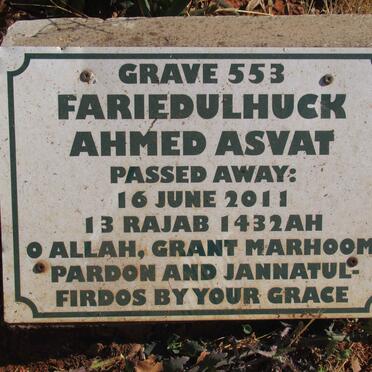 GRAVE 553
FARIEDULHUCK
AHMED ASVAT
PASSED AWAY:
16 JUNE 2011
13 RAJAB 1432AH
O ALLAH, GRANT MARHOOM
PARDON AND JANNATUL-
FIRDOS BY YOUR GRACE